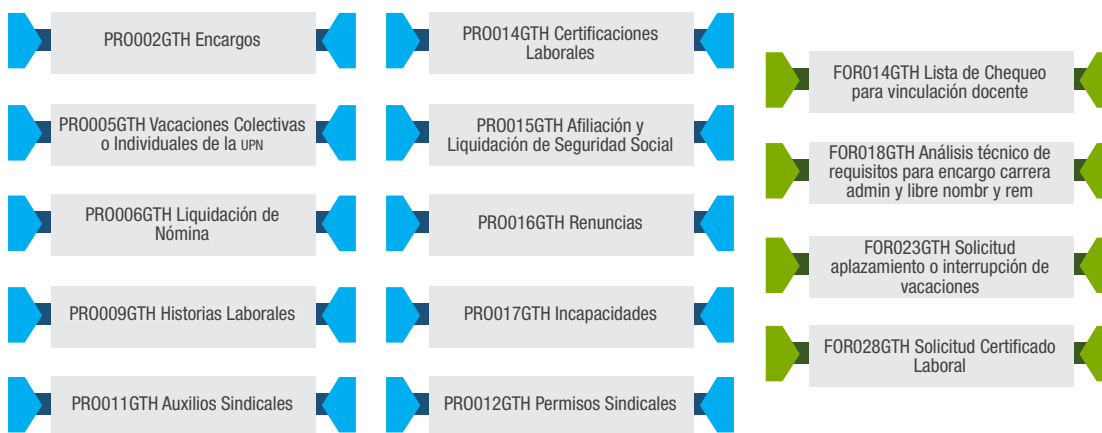 PRO002GTH Encargos
PRO005GTH Vacaciones Colectivas
o Individuales de la UPN
PRO006GTH Liquidación de
Nómina
PRO009GTH Historias Laborales
PRO011GTH Auxilios Sindicales
PRO014GTH Certificaciones
Laborales
PRO015GTH Afiliación y
Liquidación de Seguridad Social
PRO016GTH Renuncias
PRO017GTH Incapacidades
PRO012GTH Permisos Sindicales
FOR014GTH Lista de Chequeo
para vinculación docente
FOR018GTH Análisis técnico de
requisitos para encargo carrera
admin y libre nombr y rem
FOR023GTH Solicitud
aplazamiento o interrupción de
vacaciones
FOR028GTH Solicitud Certificado
Laboral